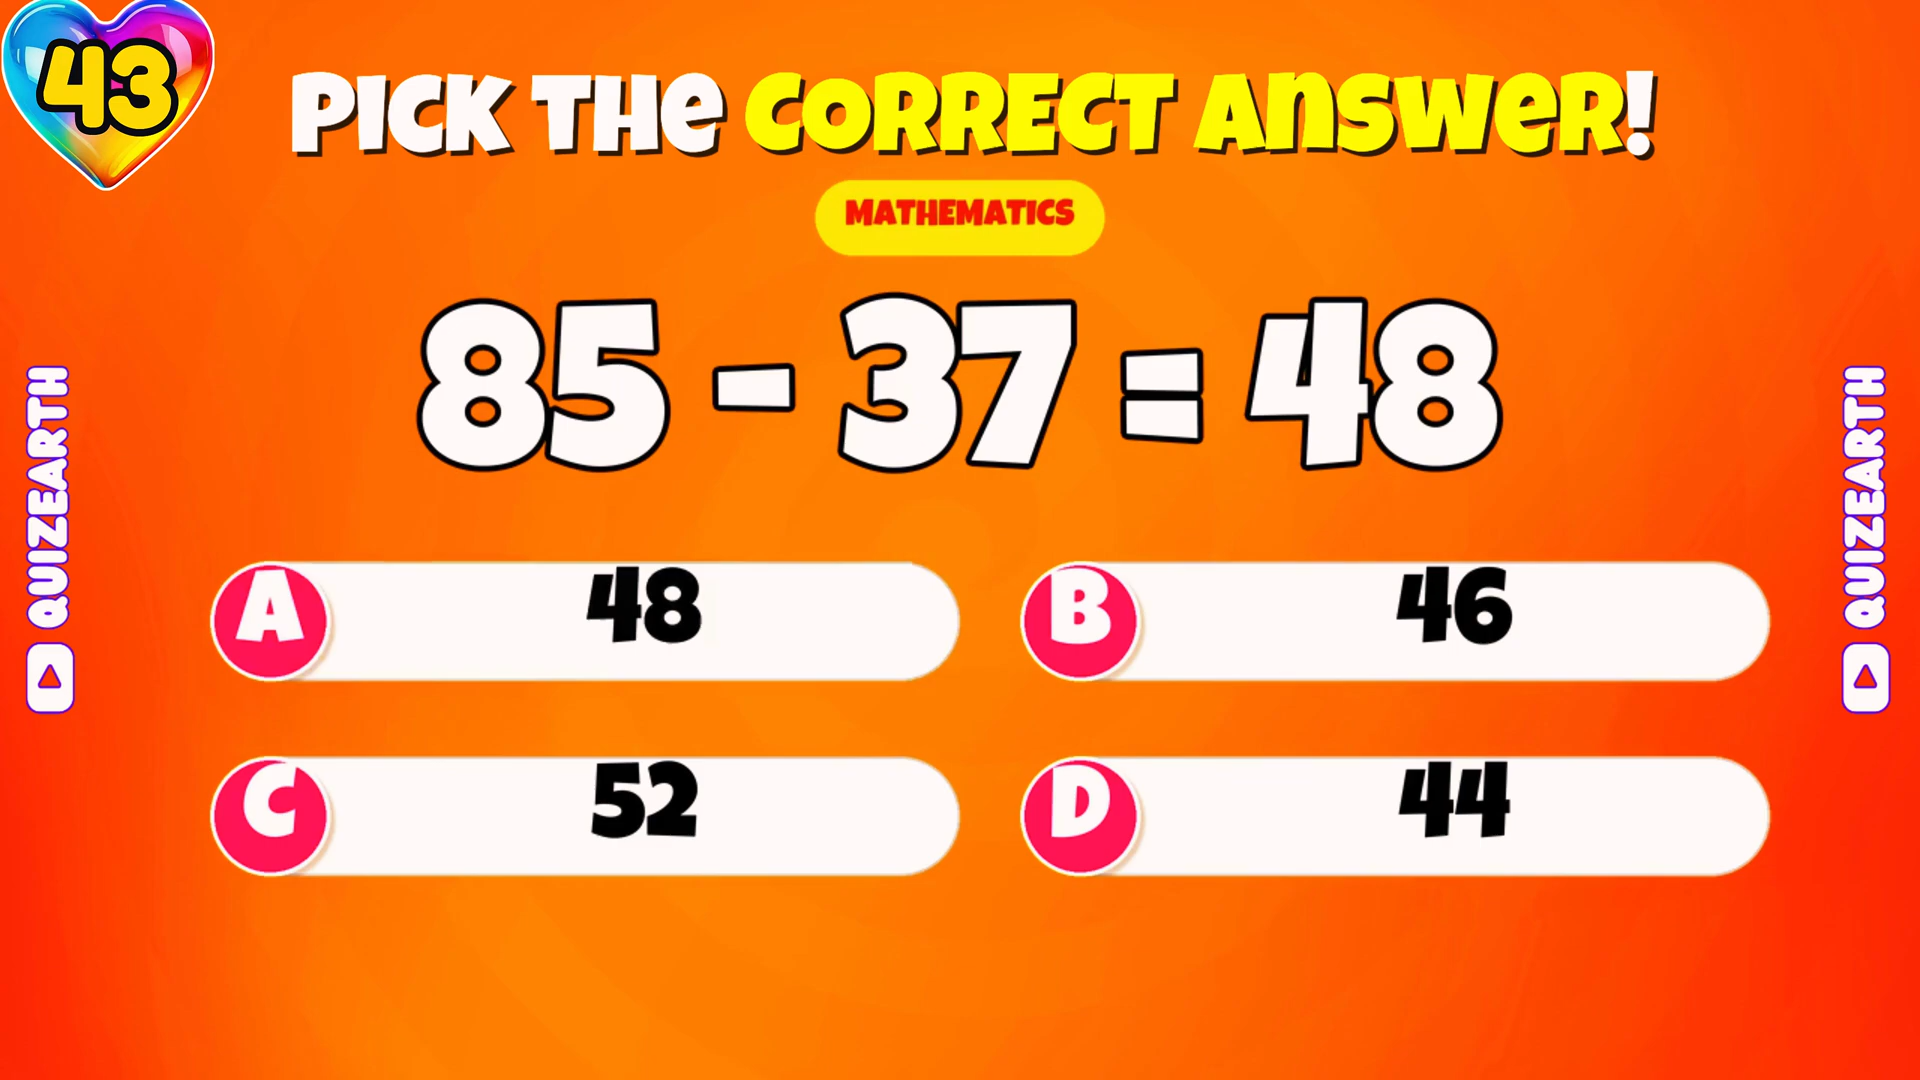 43
PICK THE CORRECT ANSWER!
MATHEMATICS
85 - 37 = 48
A 48
B 46
C 52
D 44
QUIZEARTH
QUIZEARTH